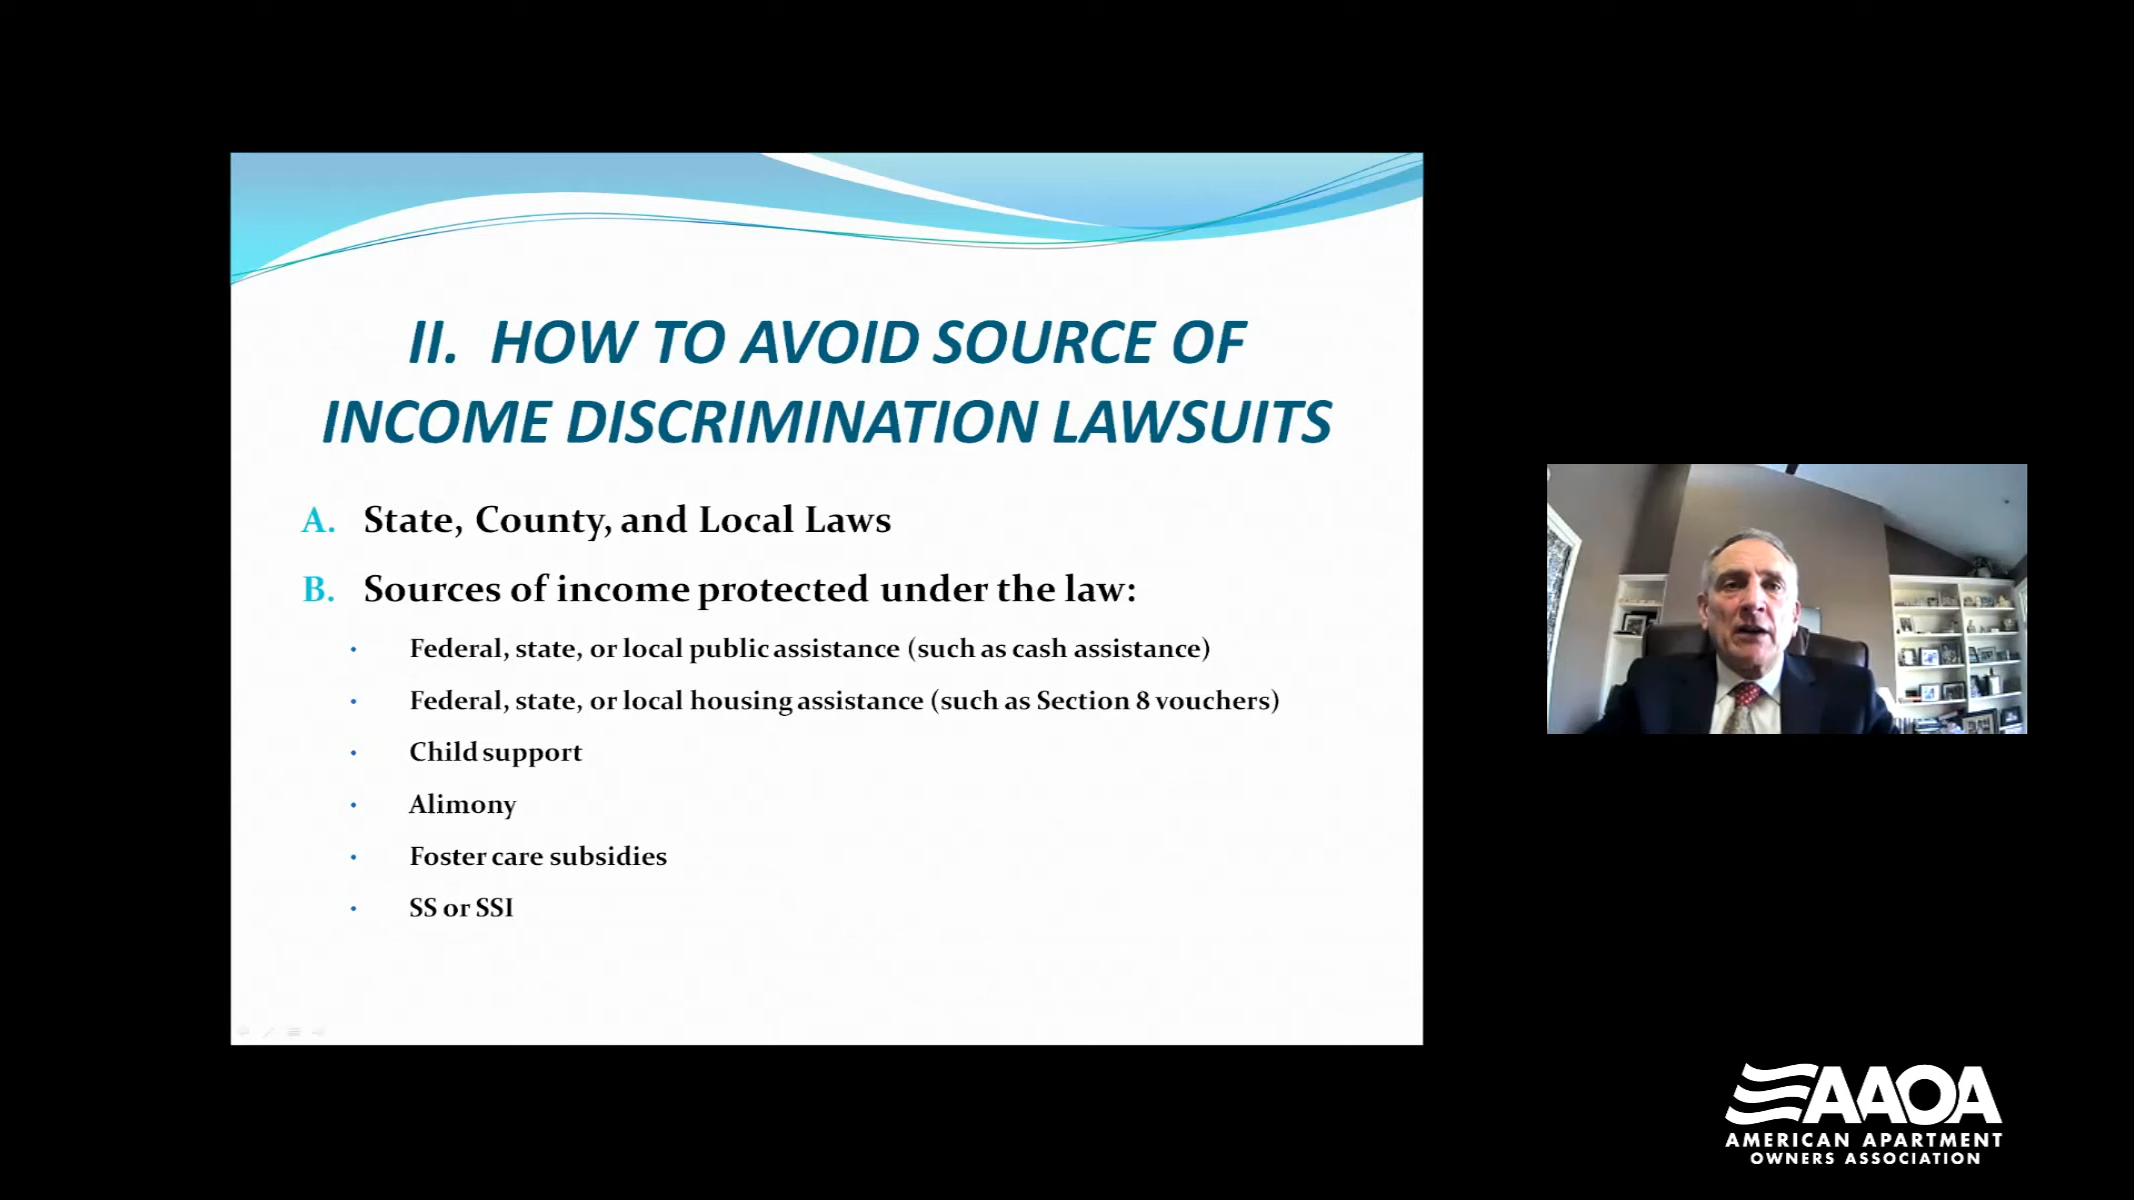 II. HOW TO AVOID SOURCE OF
INCOME DISCRIMINATION LAWSUITS
A. State, County, and Local Laws
B. Sources of income protected under the law:
• Federal, state, or local public assistance (such as cash assistance)
• Federal, state, or local housing assistance (such as Section 8 vouchers)
• Child support
• Alimony
• Foster care subsidies
• SS or SSI
AAOA
AMERICAN APARTMENT
OWNERS ASSOCIATION